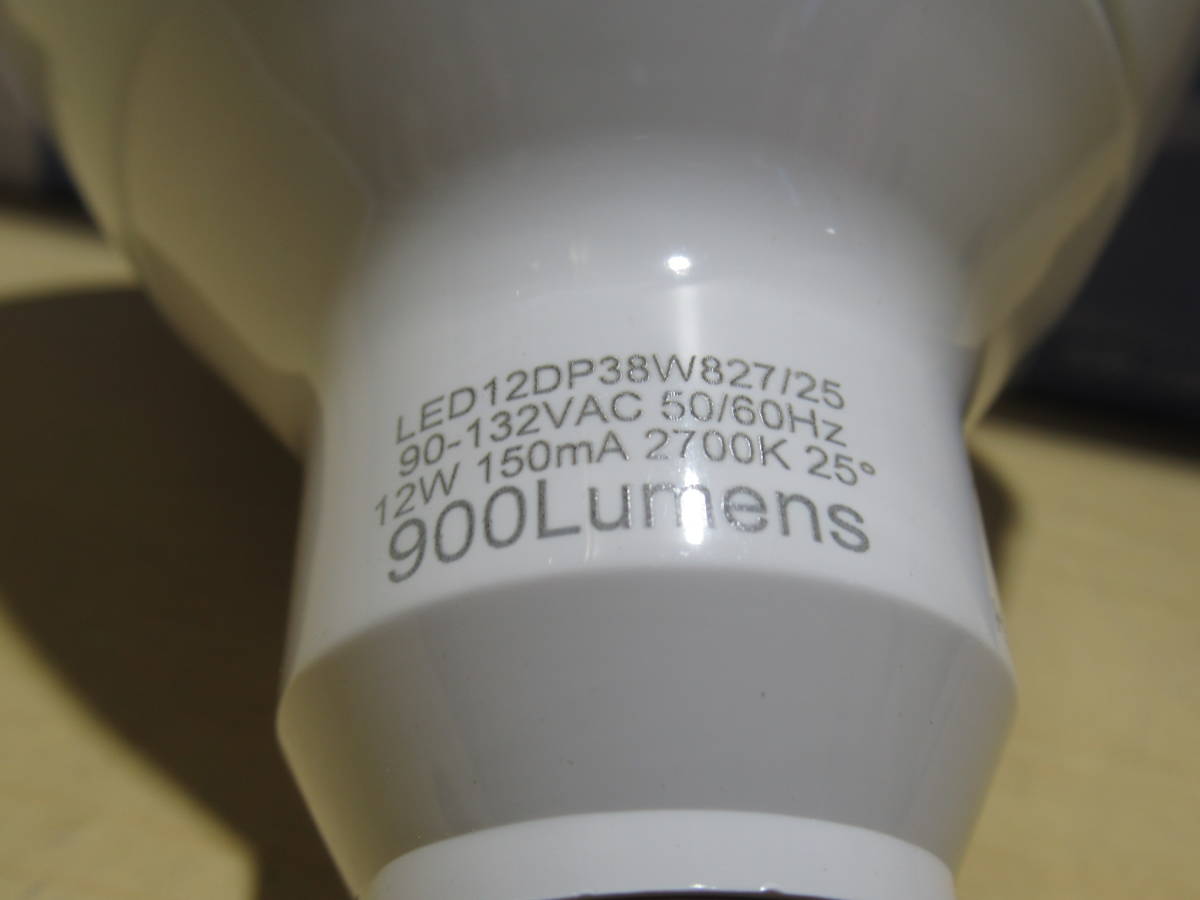 LED12DP38W827/25
90-132VAC 50/60Hz
12W 150mA 2700K 25°
900Lumens